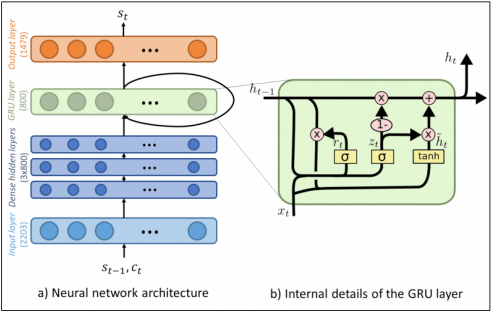 s_t
Output layer
(1479)
GRU layer
(800)
Dense hidden layers
(3x800)
Input layer
(2203)
s_{t-1}, c_t
a) Neural network architecture
h_t
h_{t-1}
x
x
+
1-
r_t
z_t
x
h̃_t
σ
σ
tanh
x_t
b) Internal details of the GRU layer